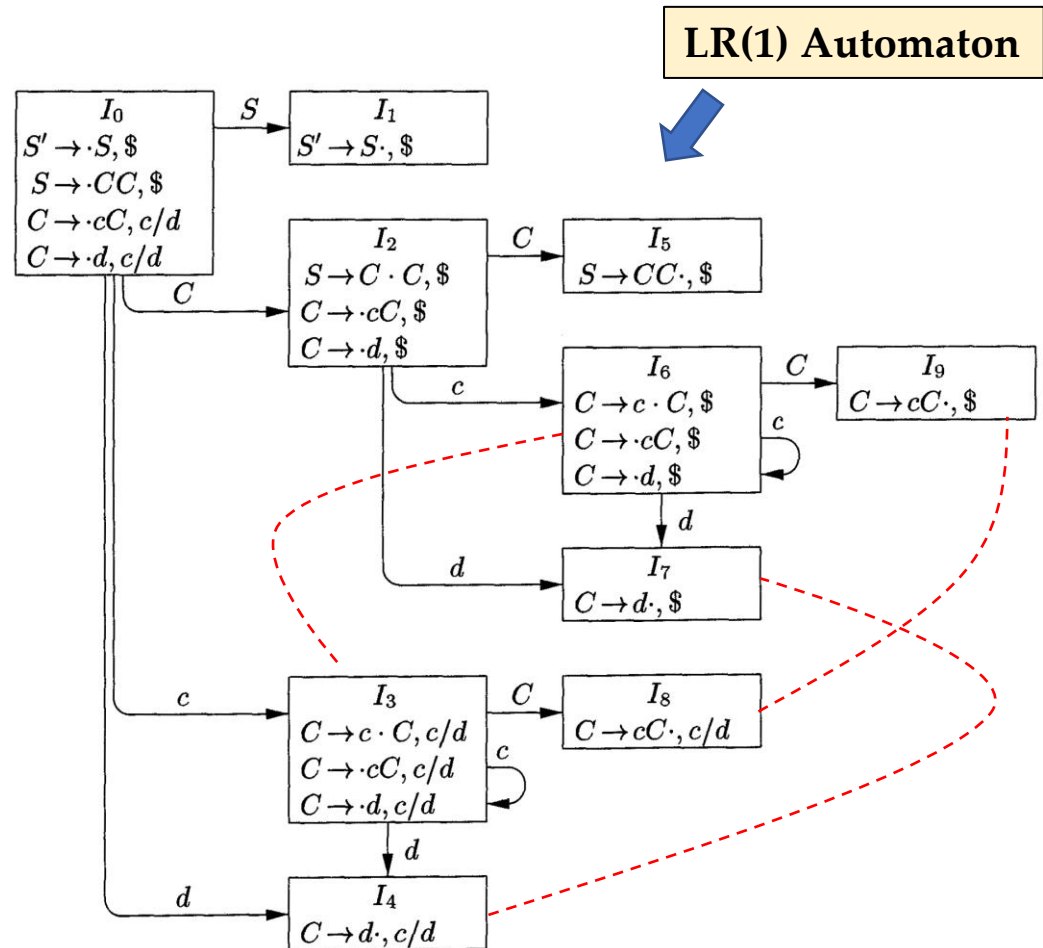 LR(1) Automaton
I₀
S' → ·S, $
S → ·CC, $
C → ·cC, c/d
C → ·d, c/d
S
I₁
S' → S·, $
C
I₂
S → C · C, $
C → ·cC, $
C → ·d, $
C
I₅
S → CC·, $
c
I₆
C → c · C, $
C → ·cC, $
C → ·d, $
C
I₉
C → cC·, $
c
d
d
I₇
C → d·, $
c
I₃
C → c · C, c/d
C → ·cC, c/d
C → ·d, c/d
C
I₈
C → cC·, c/d
c
d
d
I₄
C → d·, c/d